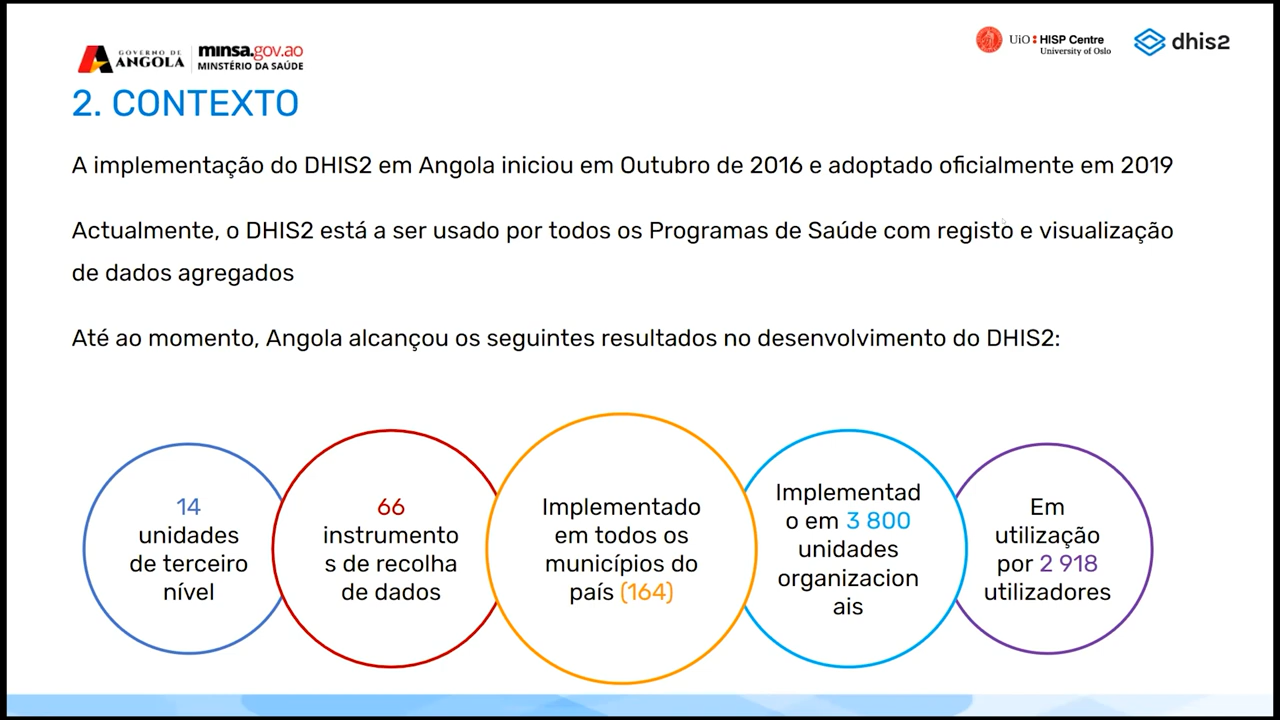 GOVERNO DE
ANGOLA
minsa.gov.ao
MINISTÉRIO DA SAÚDE
UiO : HISP Centre
University of Oslo
dhis2
2. CONTEXTO
A implementação do DHIS2 em Angola iniciou em Outubro de 2016 e adoptado oficialmente em 2019
Actualmente, o DHIS2 está a ser usado por todos os Programas de Saúde com registo e visualização
de dados agregados
Até ao momento, Angola alcançou os seguintes resultados no desenvolvimento do DHIS2:
14
unidades
de terceiro
nível
66
instrumento
s de recolha
de dados
Implementado
em todos os
municípios do
país (164)
Implementad
o em 3 800
unidades
organizacion
ais
Em
utilização
por 2 918
utilizadores